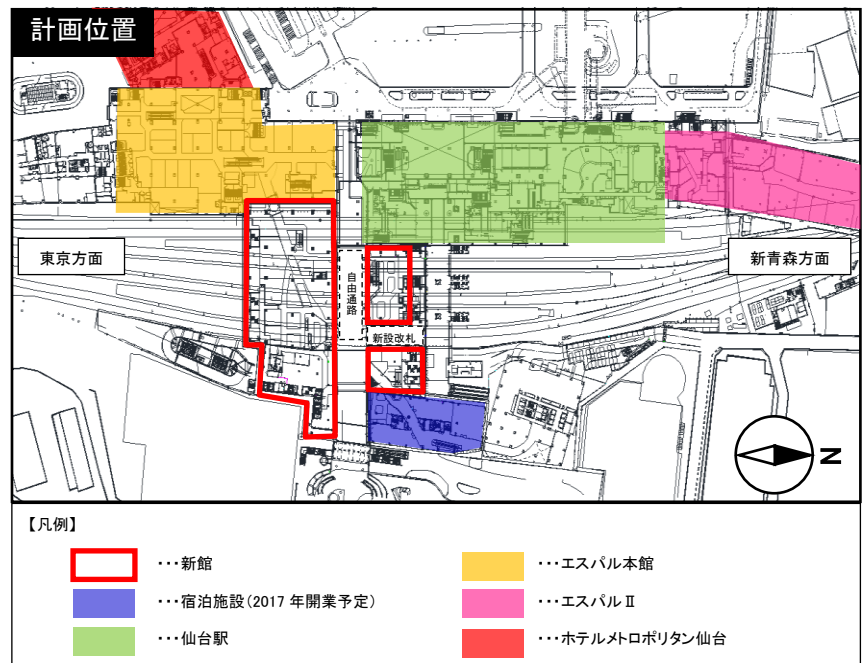 計画位置
東京方面
新青森方面
自由通路
新設改札
N
【凡例】
･･･新館
･･･エスパル本館
･･･宿泊施設(2017 年開業予定)
･･･エスパルⅡ
･･･仙台駅
･･･ホテルメトロポリタン仙台